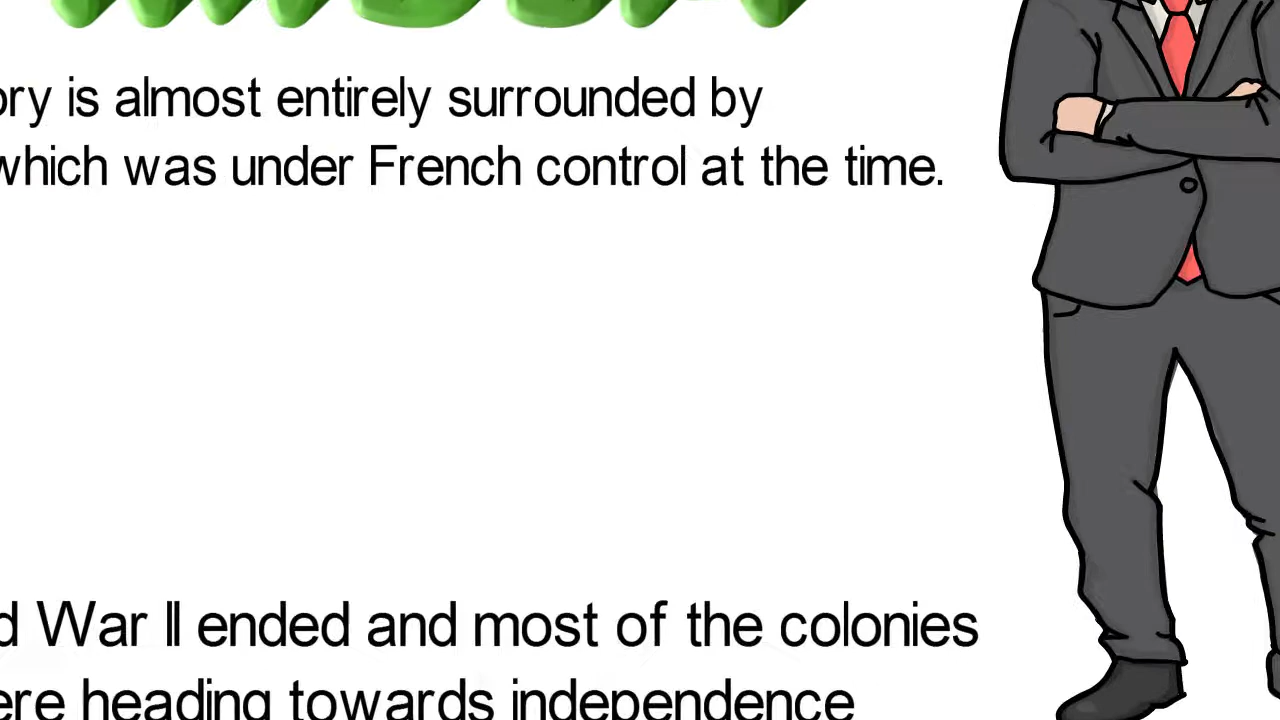 ory is almost entirely surrounded by
which was under French control at the time.
d War II ended and most of the colonies
ere heading towards independence